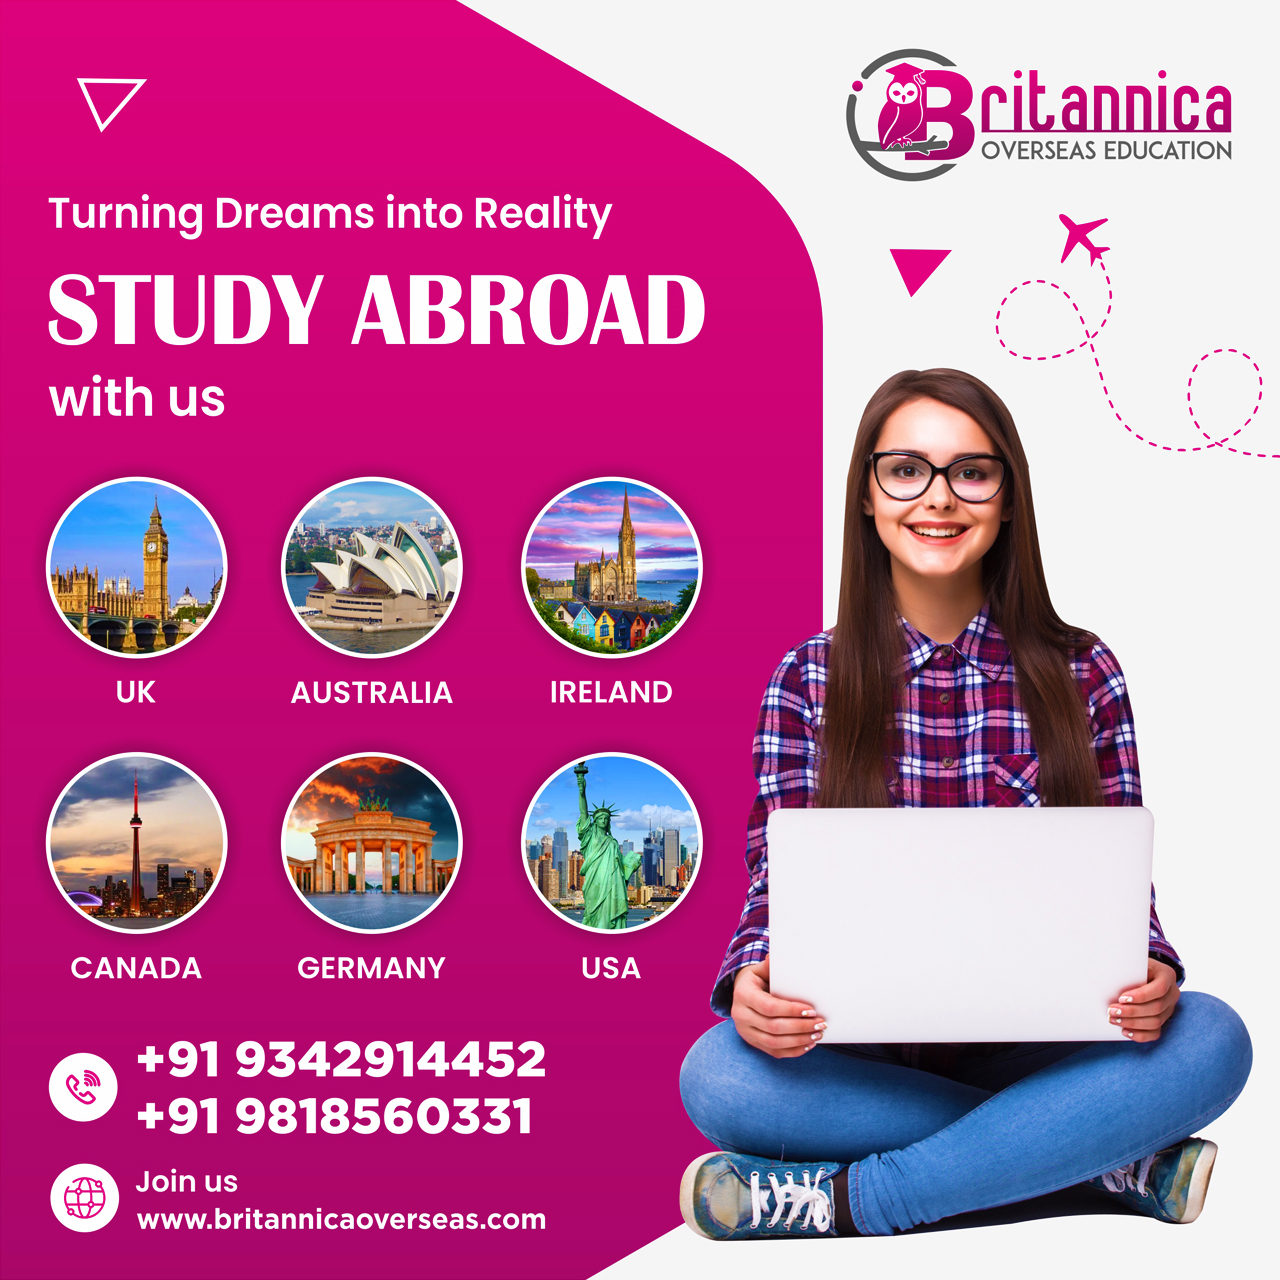 Britannica
OVERSEAS EDUCATION
Turning Dreams into Reality
STUDY ABROAD
with us
UK
AUSTRALIA
IRELAND
CANADA
GERMANY
USA
+91 9342914452
+91 9818560331
Join us
www.britannicaoverseas.com